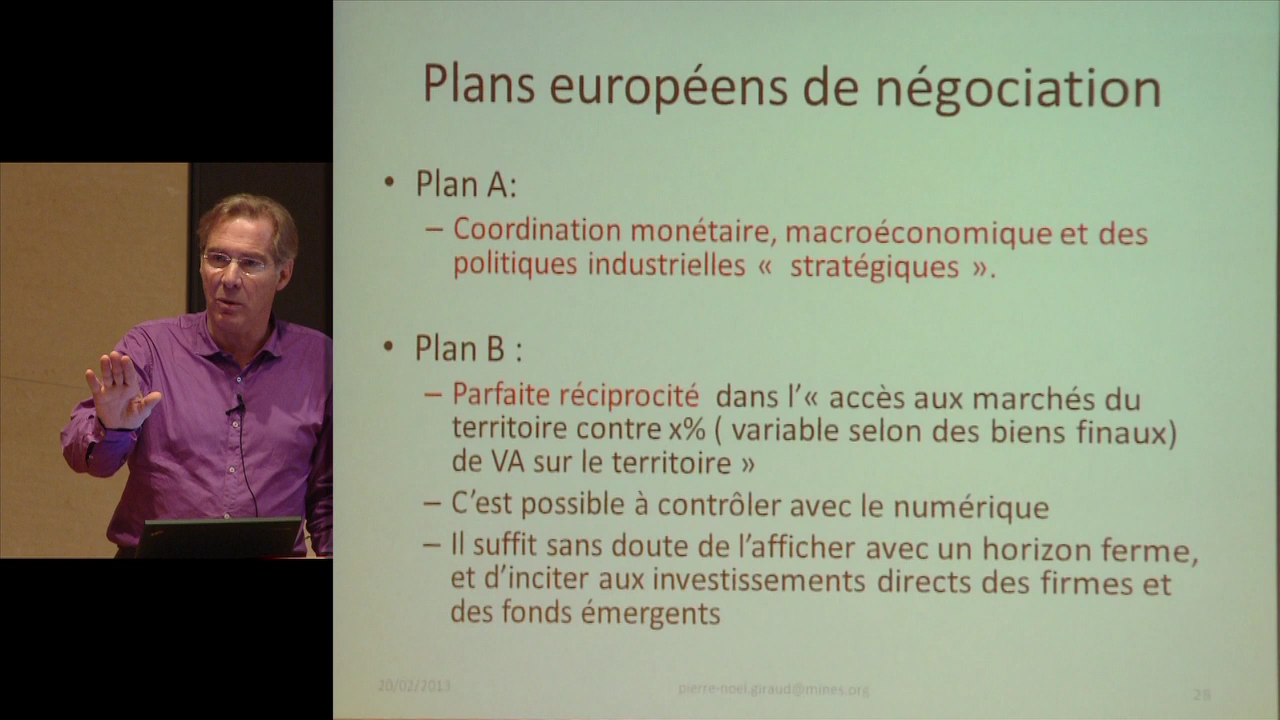 Plans européens de négociation
• Plan A:
– Coordination monétaire, macroéconomique et des
politiques industrielles « stratégiques ».
• Plan B :
– Parfaite réciprocité dans l'« accès aux marchés du
territoire contre x% ( variable selon des biens finaux)
de VA sur le territoire »
– C'est possible à contrôler avec le numérique
– Il suffit sans doute de l'afficher avec un horizon ferme,
et d'inciter aux investissements directs des firmes et
des fonds émergents
20/02/2013 pierre-noel.giraud@mines.org